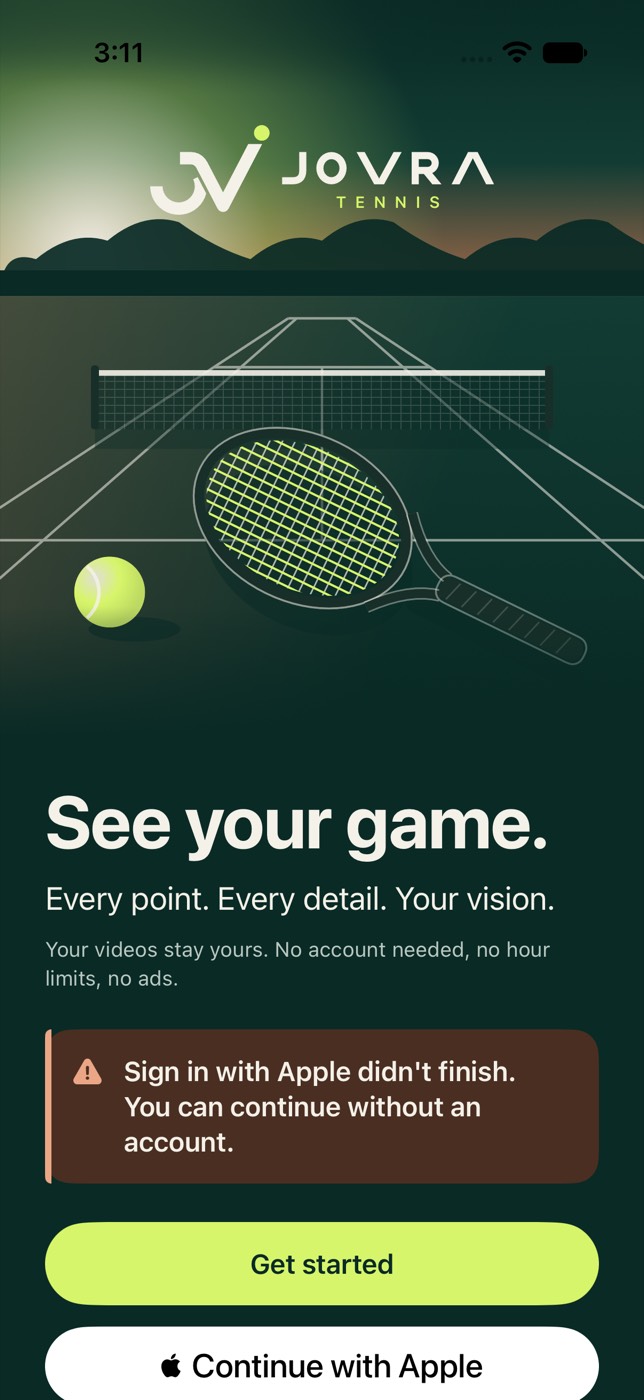 3:11
JOVRA
TENNIS
See your game.
Every point. Every detail. Your vision.
Your videos stay yours. No account needed, no hour
limits, no ads.
Sign in with Apple didn't finish.
You can continue without an
account.
Get started
Continue with Apple